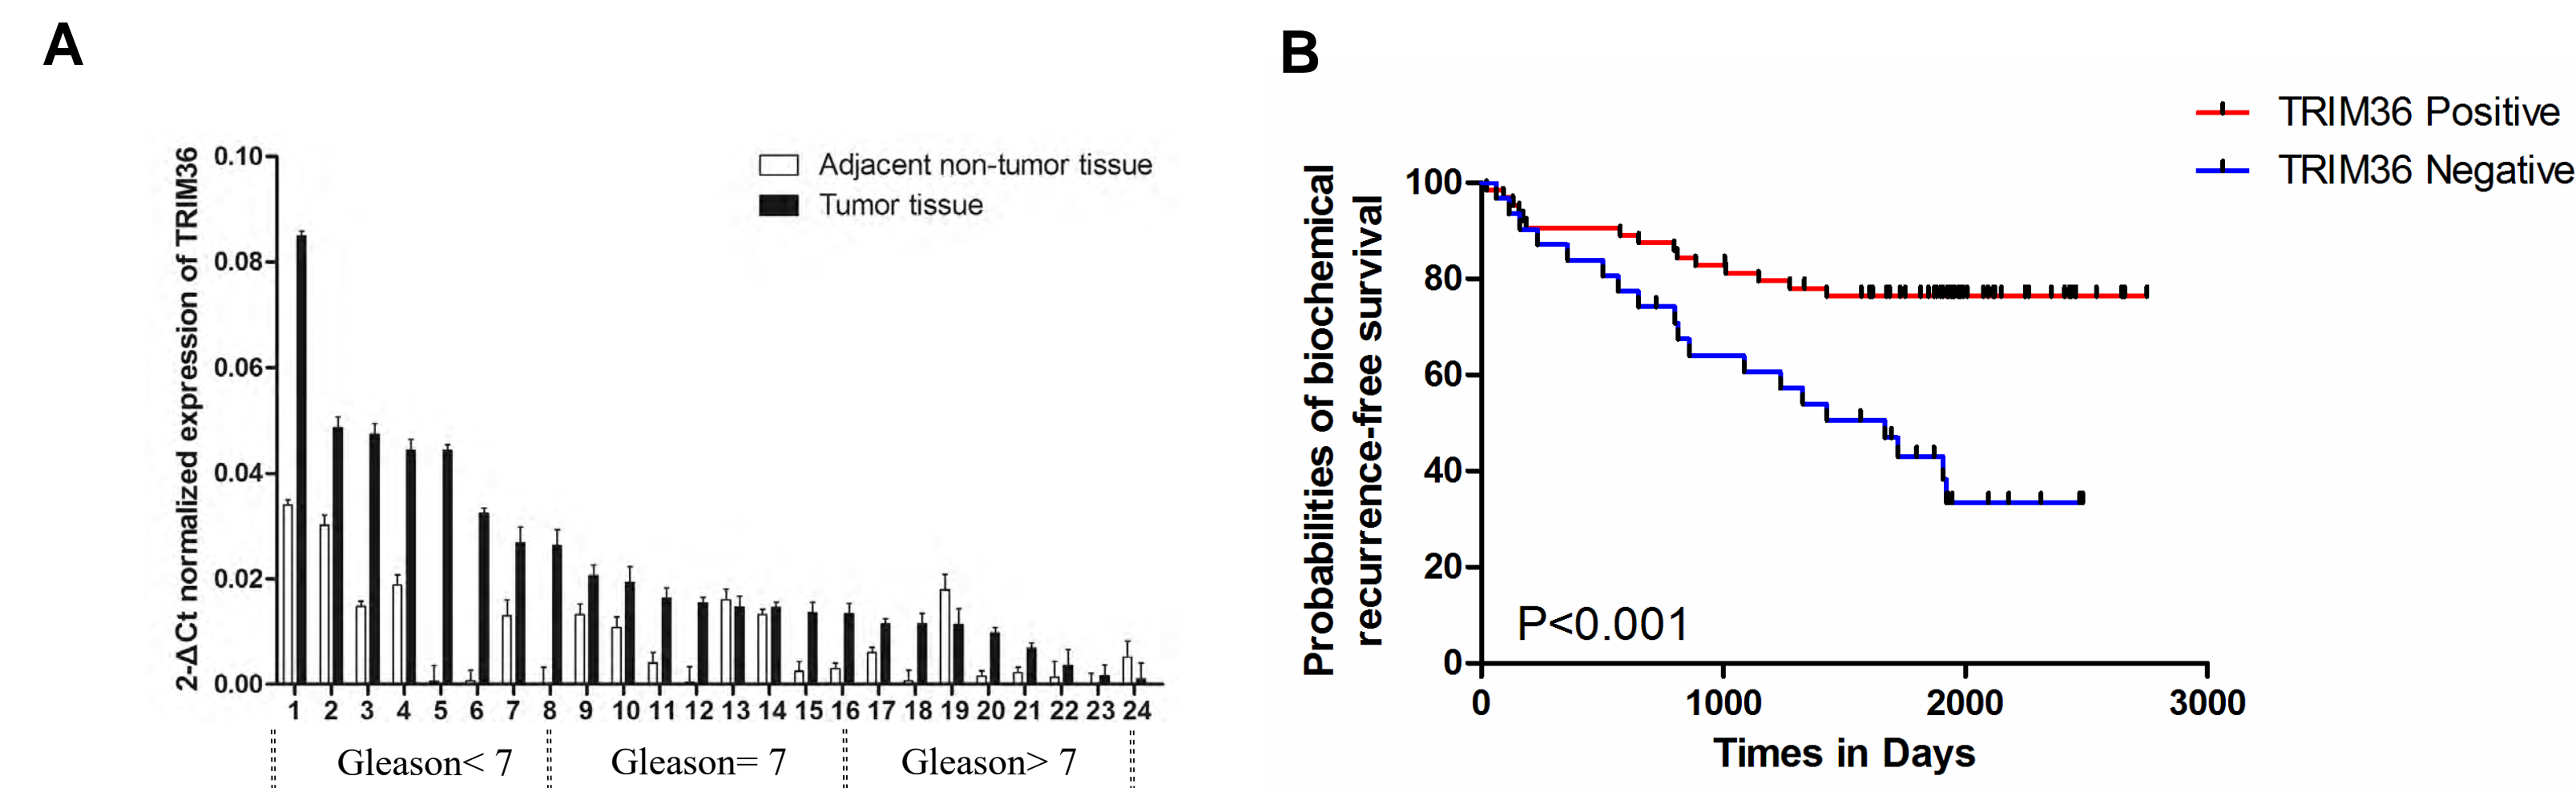 A
2-ΔCt normalized expression of TRIM36
0.10
0.08
0.06
0.04
0.02
0.00
Adjacent non-tumor tissue
Tumor tissue
1 2 3 4 5 6 7 8 9 10 11 12 13 14 15 16 17 18 19 20 21 22 23 24
Gleason< 7 Gleason= 7 Gleason> 7
B
TRIM36 Positive
TRIM36 Negative
Probabilities of biochemical
recurrence-free survival
100
80
60
40
20
0
P<0.001
0 1000 2000 3000
Times in Days